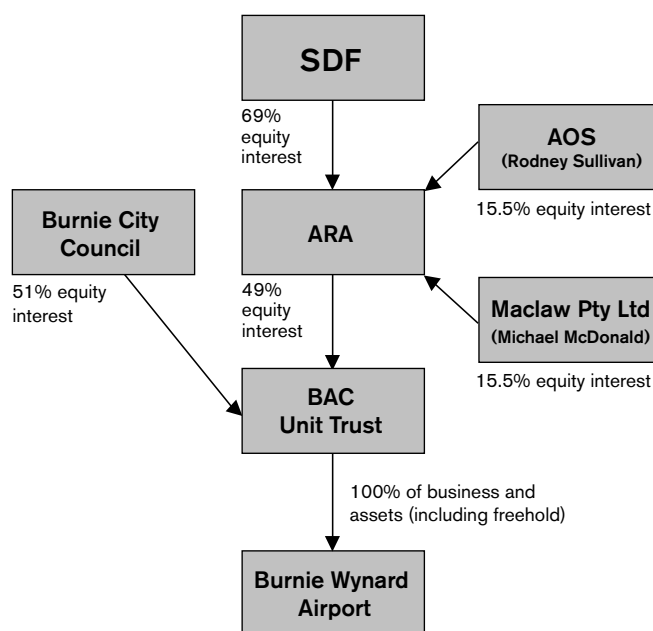 SDF
69%
equity
interest
AOS
(Rodney Sullivan)
15.5% equity interest
Burnie City
Council
51% equity
interest
ARA
49%
equity
interest
Maclaw Pty Ltd
(Michael McDonald)
15.5% equity interest
BAC
Unit Trust
100% of business and
assets (including freehold)
Burnie Wynard
Airport